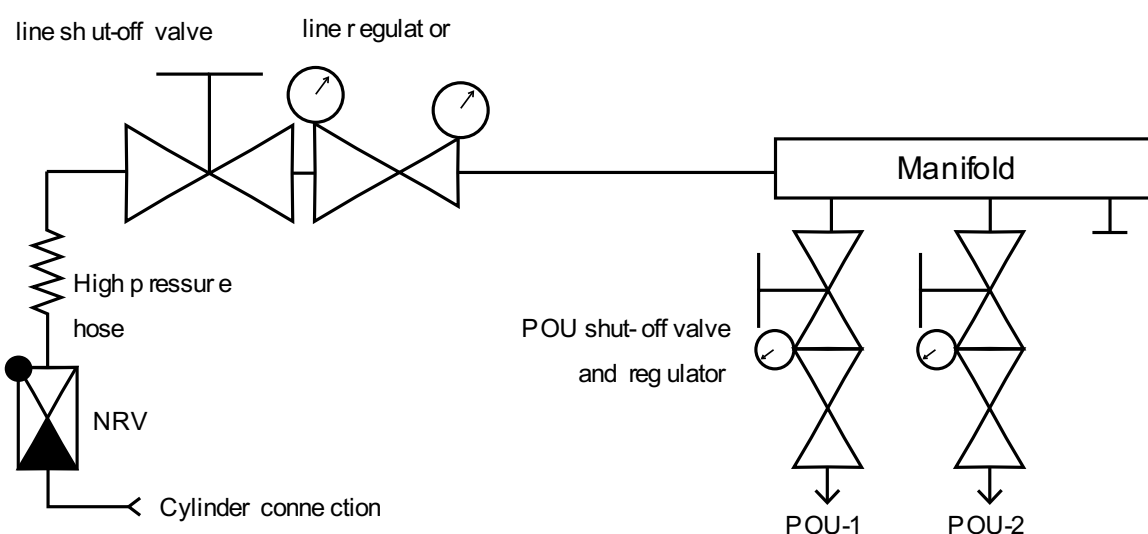 line shut-off valve
line regulator
Manifold
High pressure
hose
POU shut-off valve
and regulator
NRV
Cylinder connection
POU-1
POU-2